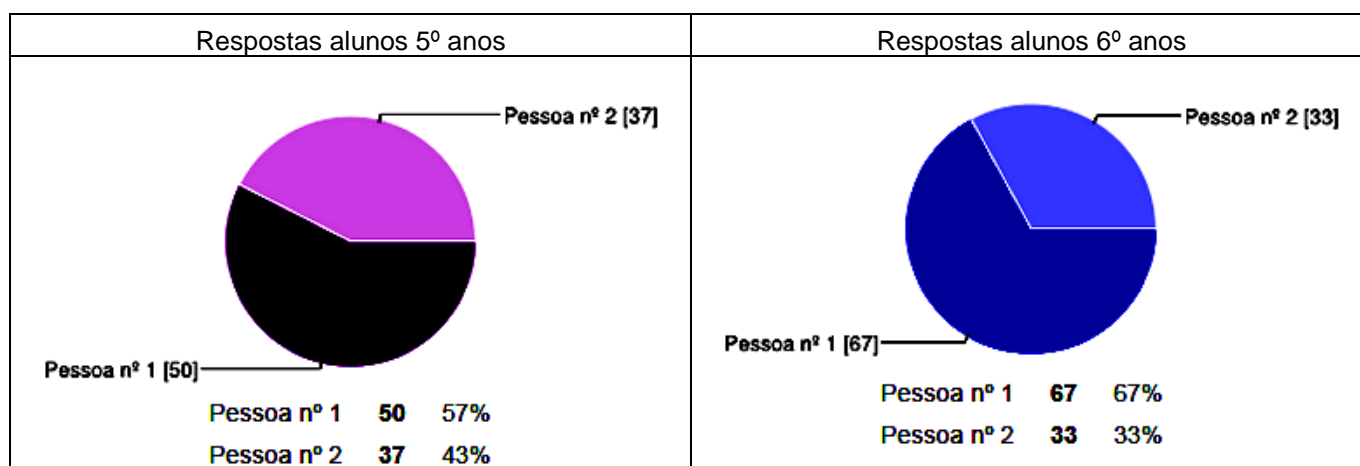 Respostas alunos 5º anos
Pessoa nº 2 [37]
Pessoa nº 1 [50]
Pessoa nº 1 50 57%
Pessoa nº 2 37 43%
Respostas alunos 6º anos
Pessoa nº 2 [33]
Pessoa nº 1 [67]
Pessoa nº 1 67 67%
Pessoa nº 2 33 33%